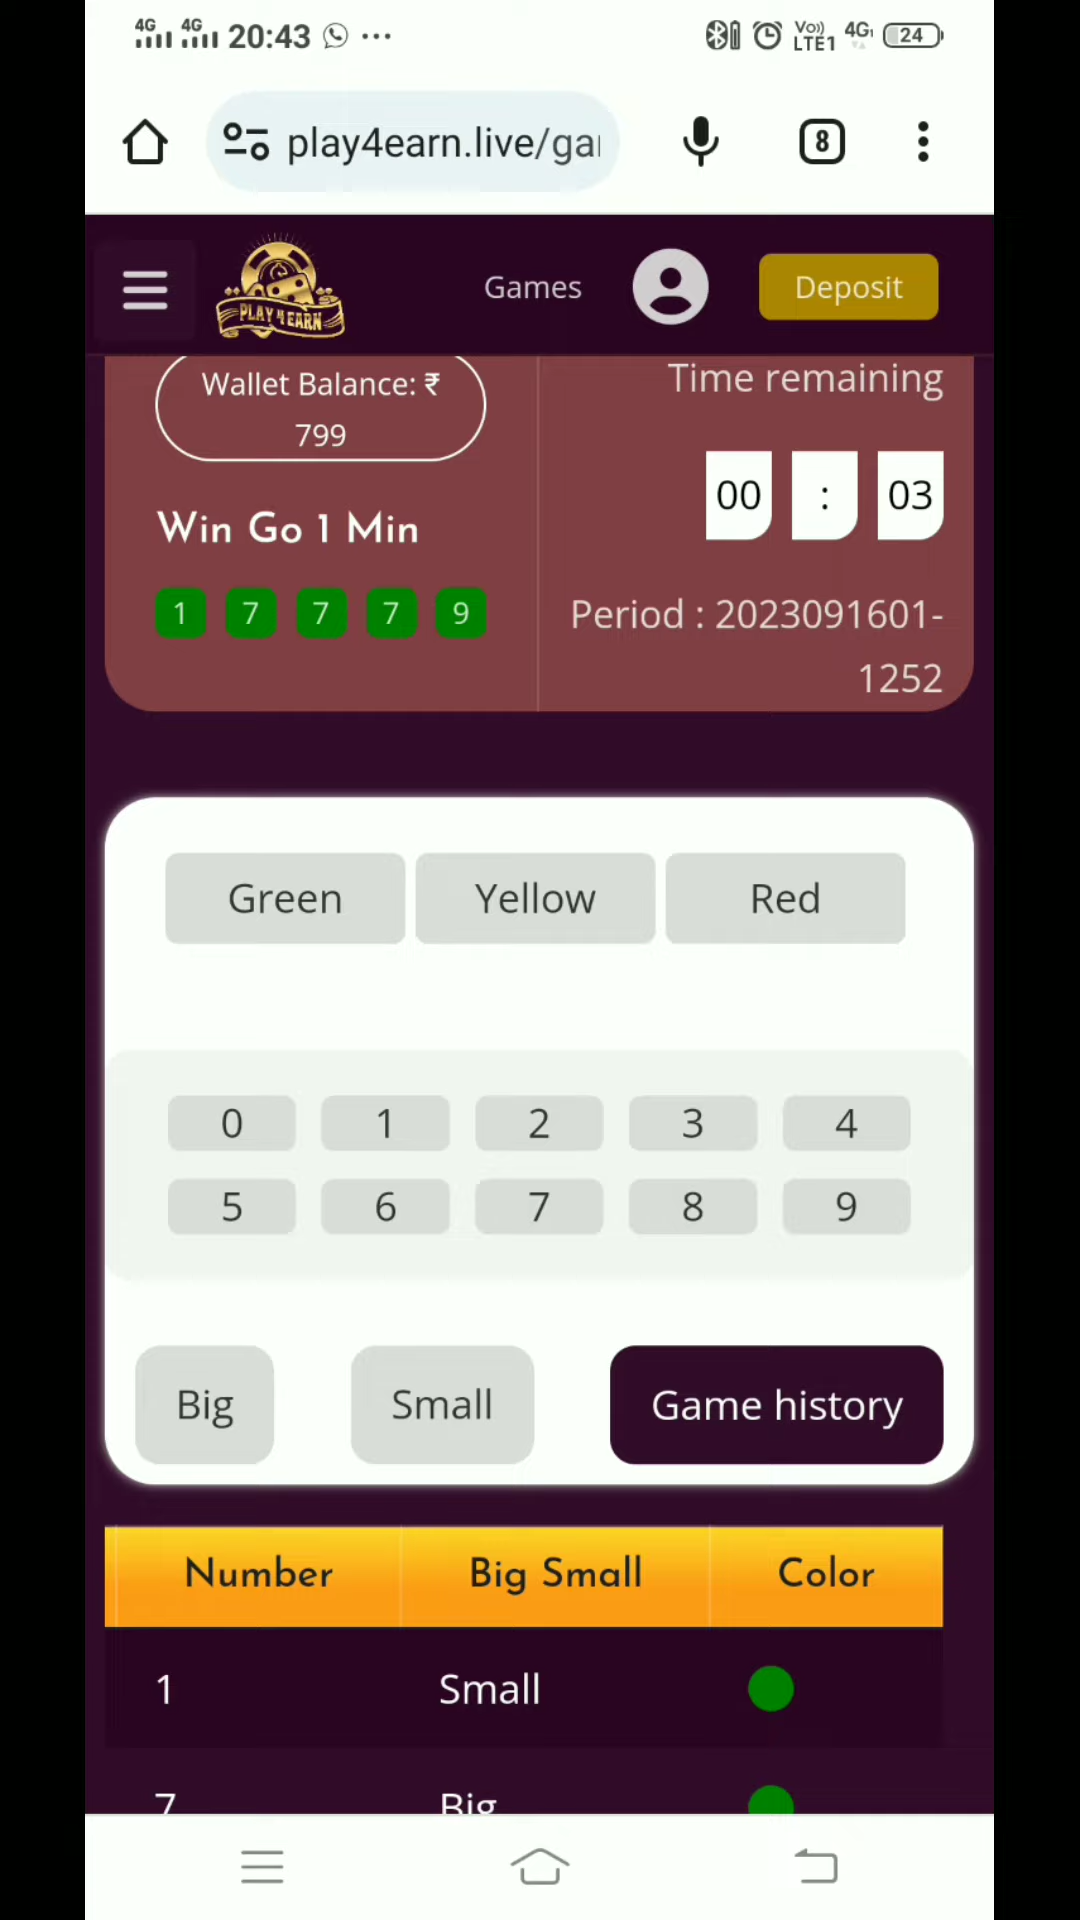 4G 4G 20:43 ... Vo)) LTE1 4G 24
play4earn.live/ga
8
PLAY 4 EARN
Games
Deposit
Wallet Balance: ₹
799
Time remaining
00 : 03
Win Go 1 Min
1 7 7 7 9
Period : 2023091601-
1252
Green Yellow Red
0 1 2 3 4
5 6 7 8 9
Big Small Game history
Number Big Small Color
1 Small
7 Big